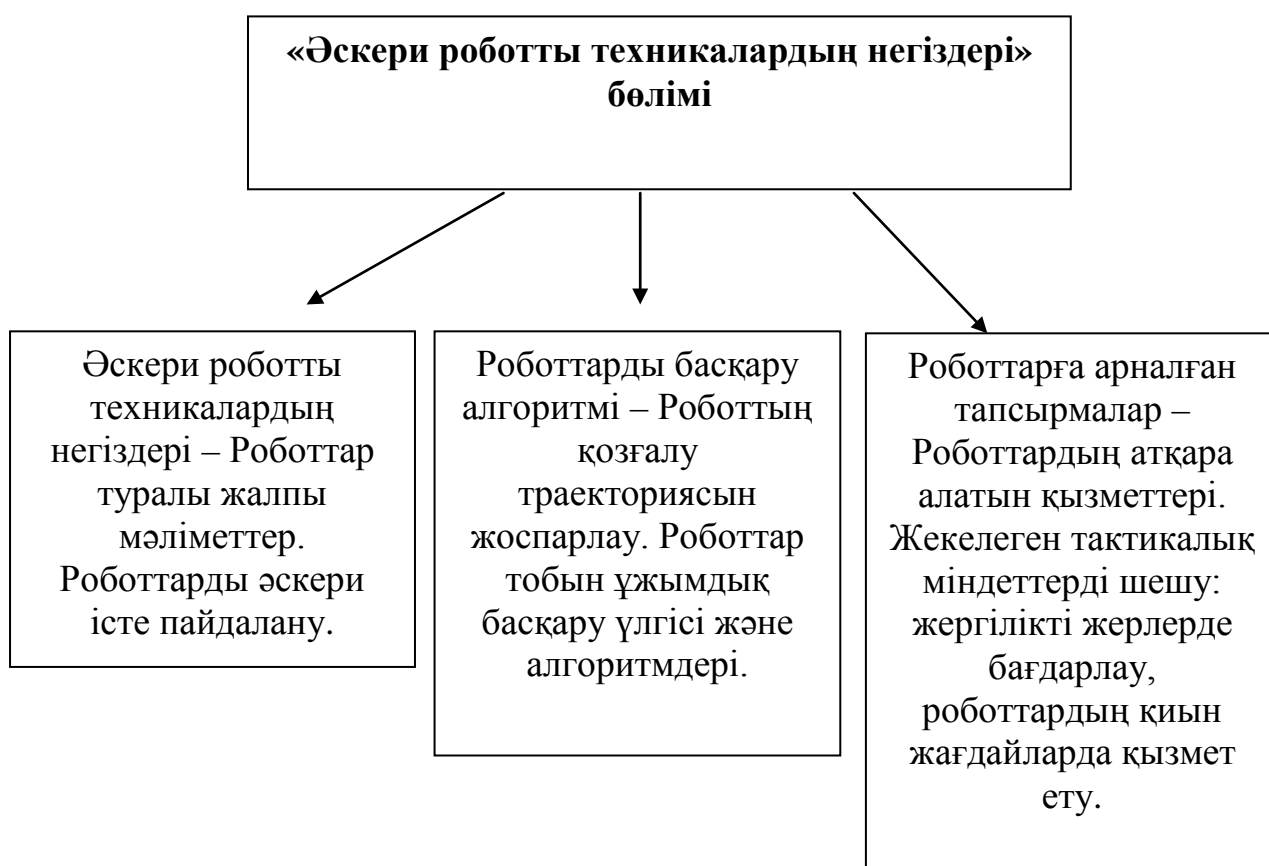 «Әскери роботты техникалардың негіздері»
бөлімі
Әскери роботты
техникалардың
негіздері – Роботтар
туралы жалпы
мәліметтер.
Роботтарды әскери
істе пайдалану.
Роботтарды басқару
алгоритмі – Роботтың
қозғалу
траекториясын
жоспарлау. Роботтар
тобын ұжымдық
басқару үлгісі және
алгоритмдері.
Роботтарға арналған
тапсырмалар –
Роботтардың атқара
алатын қызметтері.
Жекелеген тактикалық
міндеттерді шешу:
жергілікті жерлерде
бағдарлау,
роботтардың қиын
жағдайларда қызмет
ету.